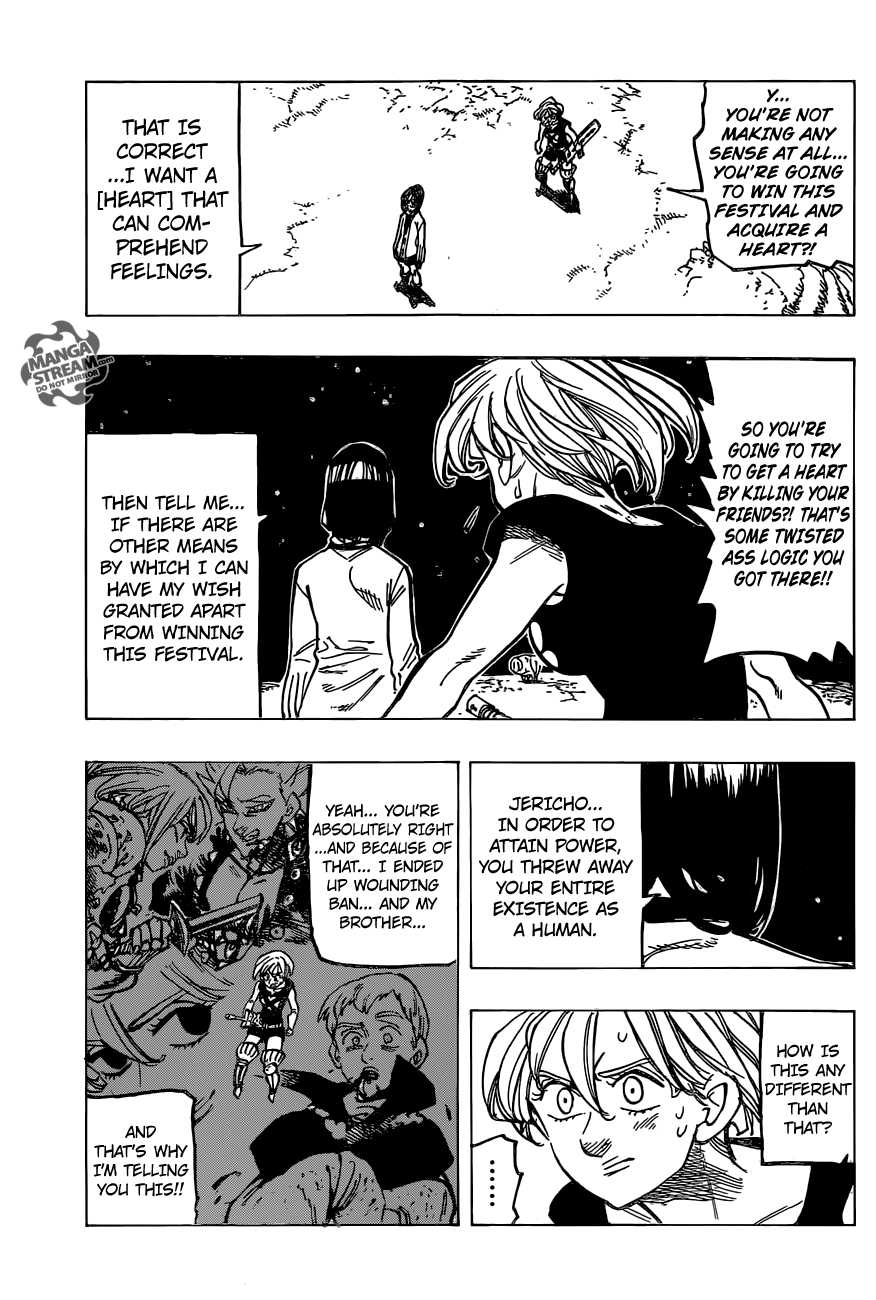 Y...
YOU'RE NOT
MAKING ANY
SENSE AT ALL...
YOU'RE GOING
TO WIN THIS
FESTIVAL AND
ACQUIRE A
HEART?!
THAT IS
CORRECT
...I WANT A
[HEART] THAT
CAN COM-
PREHEND
FEELINGS.
MANGA
STREAM.com
DO NOT MIRROR
SO YOU'RE
GOING TO TRY
TO GET A HEART
BY KILLING YOUR
FRIENDS?! THAT'S
SOME TWISTED
ASS LOGIC YOU
GOT THERE!!
THEN TELL ME...
IF THERE ARE
OTHER MEANS
BY WHICH I CAN
HAVE MY WISH
GRANTED APART
FROM WINNING
THIS FESTIVAL.
JERICHO...
IN ORDER TO
ATTAIN POWER,
YOU THREW AWAY
YOUR ENTIRE
EXISTENCE AS
A HUMAN.
HOW IS
THIS ANY
DIFFERENT
THAN
THAT?
......
YEAH... YOU'RE
ABSOLUTELY RIGHT
...AND BECAUSE OF
THAT... I ENDED
UP WOUNDING
BAN... AND MY
BROTHER...
AND
THAT'S WHY
I'M TELLING
YOU THIS!!